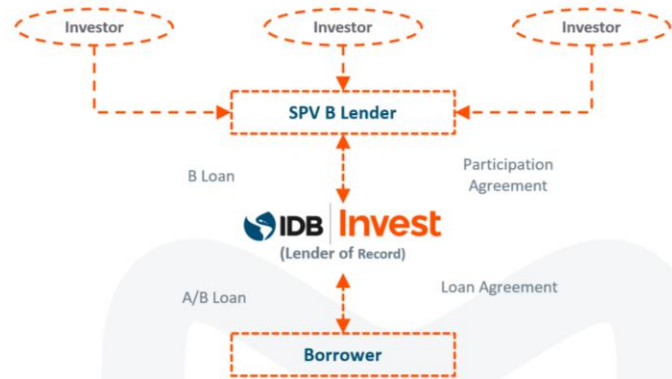 Investor
Investor
Investor
SPV B Lender
B Loan
Participation
Agreement
IDB Invest
(Lender of Record)
A/B Loan
Loan Agreement
Borrower